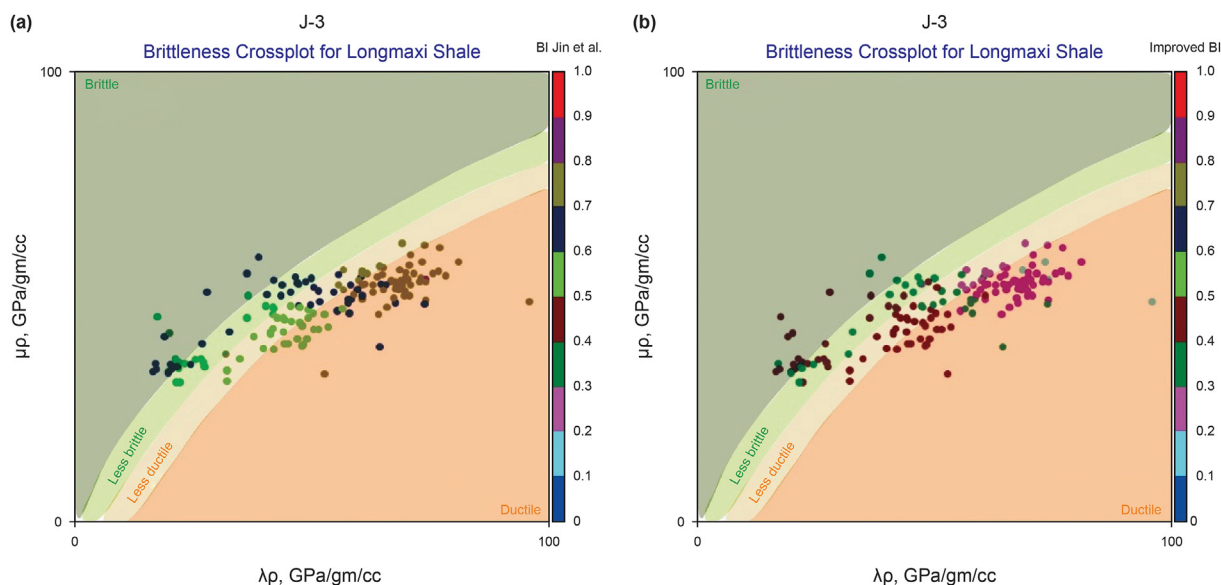 (a)
J-3
Brittleness Crossplot for Longmaxi Shale
BI Jin et al.
100
Brittle
1.0
0.9
0.8
0.7
0.6
0.5
0.4
0.3
0.2
0.1
0
μρ, GPa/gm/cc
Less brittle
Less ductile
Ductile
0
0
100
λρ, GPa/gm/cc
(b)
J-3
Brittleness Crossplot for Longmaxi Shale
Improved BI
100
Brittle
1.0
0.9
0.8
0.7
0.6
0.5
0.4
0.3
0.2
0.1
0
μρ, GPa/gm/cc
Less brittle
Less ductile
Ductile
0
0
100
λρ, GPa/gm/cc